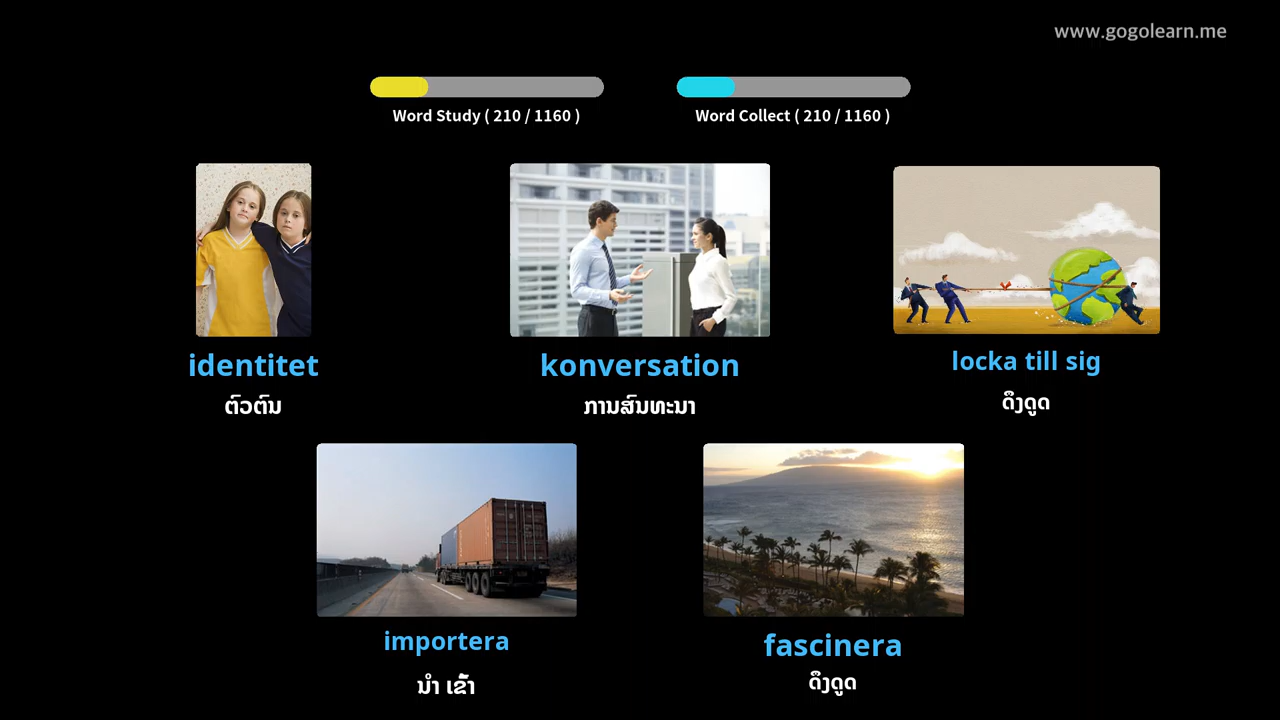 www.gogolearn.me
Word Study ( 210 / 1160 )
Word Collect ( 210 / 1160 )
identitet
ຕົວຕົນ
konversation
ການສົນທະນາ
locka till sig
ດຶງດູດ
importera
ນຳ ເຂົ້າ
fascinera
ດຶງດູດ